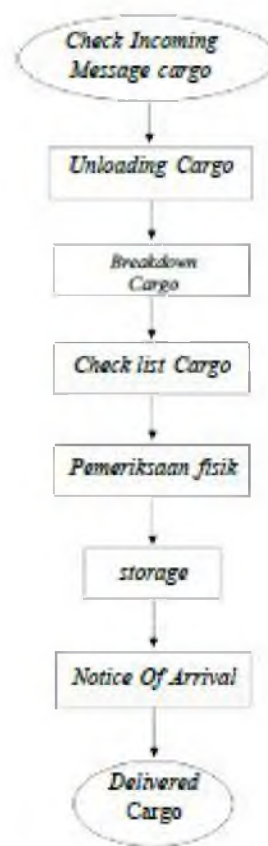 Check Incoming
Message cargo
Unloading Cargo
Breakdown
Cargo
Check list Cargo
Pemeriksaan fisik
storage
Notice Of Arrival
Delivered
Cargo